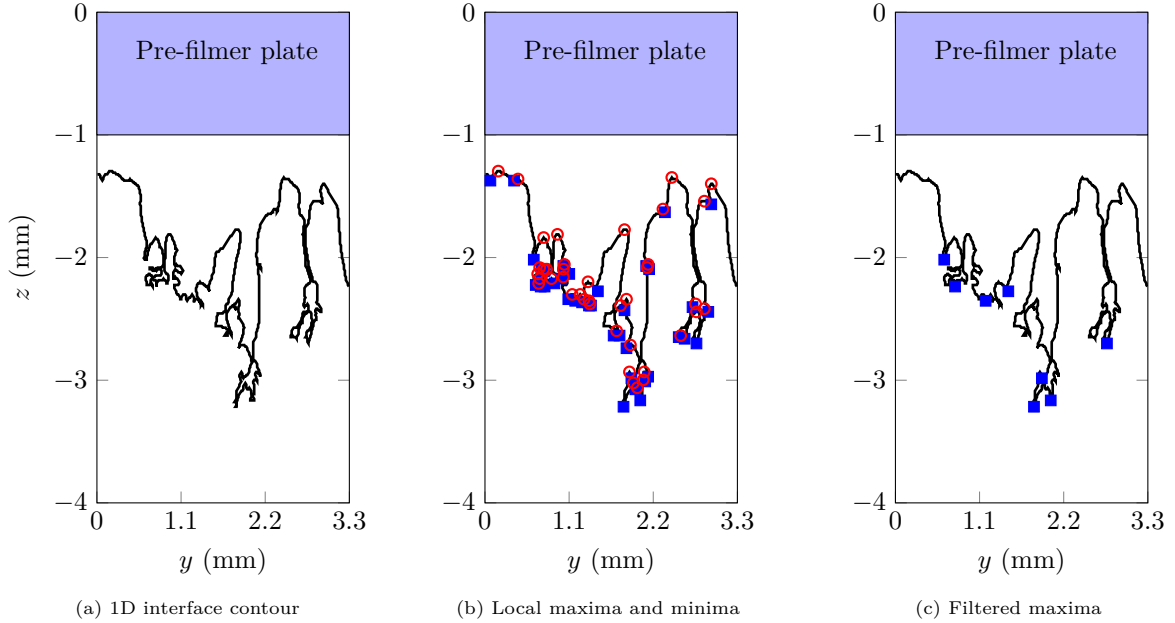 0
Pre-filmer plate
−1
−2
−3
−4
z (mm)
0 1.1 2.2 3.3
y (mm)
(a) 1D interface contour
0
Pre-filmer plate
−1
−2
−3
−4
0 1.1 2.2 3.3
y (mm)
(b) Local maxima and minima
0
Pre-filmer plate
−1
−2
−3
−4
0 1.1 2.2 3.3
y (mm)
(c) Filtered maxima